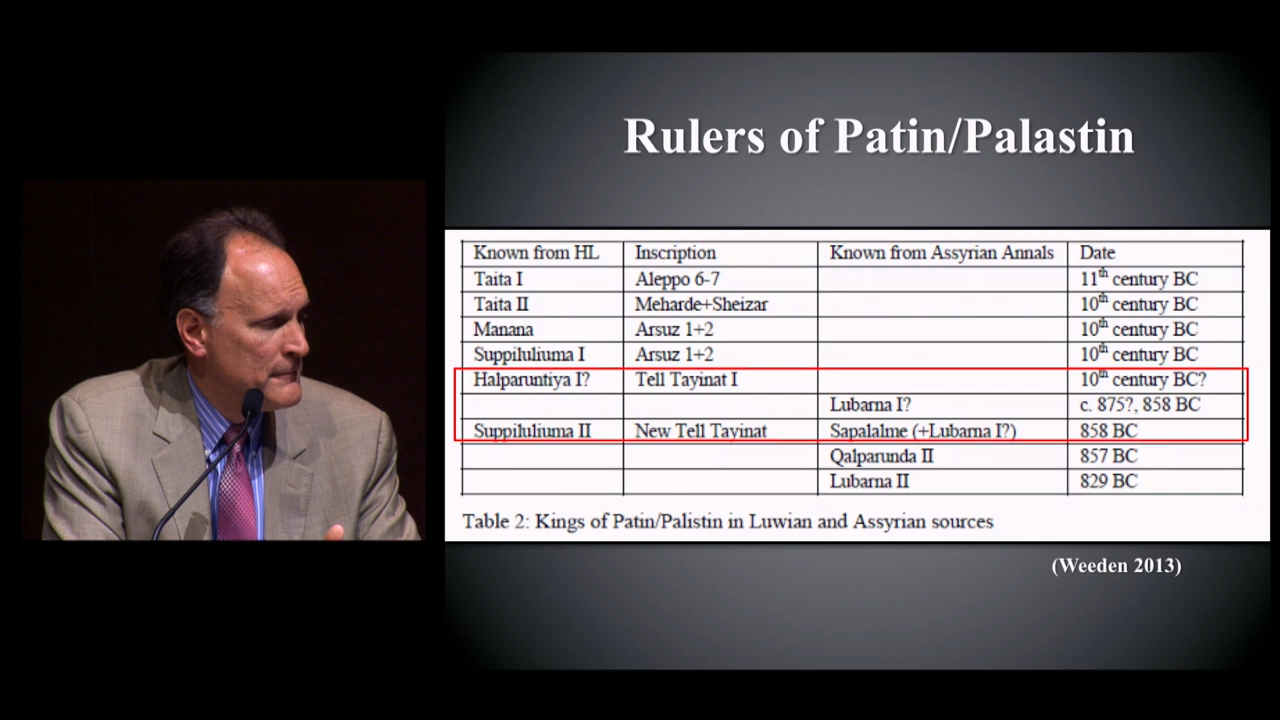 Rulers of Patin/Palastin
Known from HL Inscription Known from Assyrian Annals Date
Taita I Aleppo 6-7 11th century BC
Taita II Meharde+Sheizar 10th century BC
Manana Arsuz 1+2 10th century BC
Suppiluliuma I Arsuz 1+2 10th century BC
Halparuntiya I? Tell Tayinat I 10th century BC?
Lubarna I? c. 875?, 858 BC
Suppiluliuma II New Tell Tayinat Sapalalme (+Lubarna I?) 858 BC
Qalparunda II 857 BC
Lubarna II 829 BC
Table 2: Kings of Patin/Palistin in Luwian and Assyrian sources
(Weeden 2013)